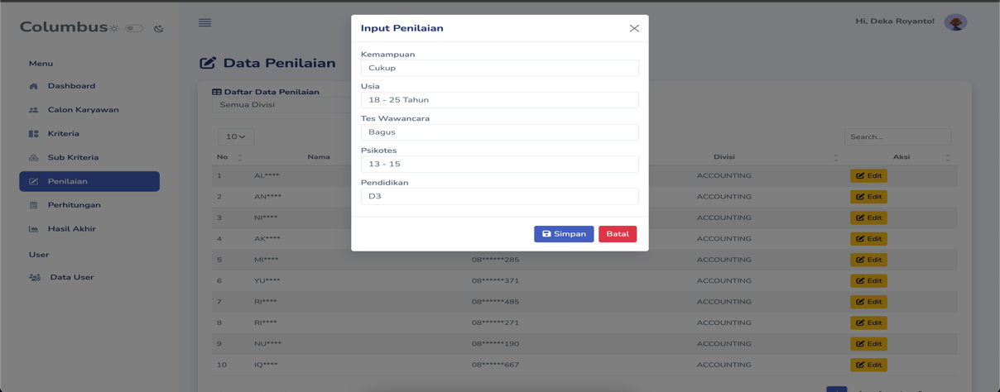 Columbus
Hi, Deka Royanto!
Menu
Dashboard
Calon Karyawan
Kriteria
Sub Kriteria
Penilaian
Perhitungan
Hasil Akhir
User
Data User
Data Penilaian
Daftar Data Penilaian
Semua Divisi
10
Search...
Input Penilaian
Kemampuan
Cukup
Usia
18 - 25 Tahun
Tes Wawancara
Bagus
Psikotes
13 - 15
Pendidikan
D3
Simpan Batal
No Nama Divisi Aksi
1 AL**** ACCOUNTING Edit
2 AN**** ACCOUNTING Edit
3 NI**** ACCOUNTING Edit
4 AK**** ACCOUNTING Edit
5 MI**** 08******285 ACCOUNTING Edit
6 YU**** 08******371 ACCOUNTING Edit
7 RI**** 08******485 ACCOUNTING Edit
8 RI**** 08******271 ACCOUNTING Edit
9 NU**** 08******190 ACCOUNTING Edit
10 IQ**** 08******667 ACCOUNTING Edit